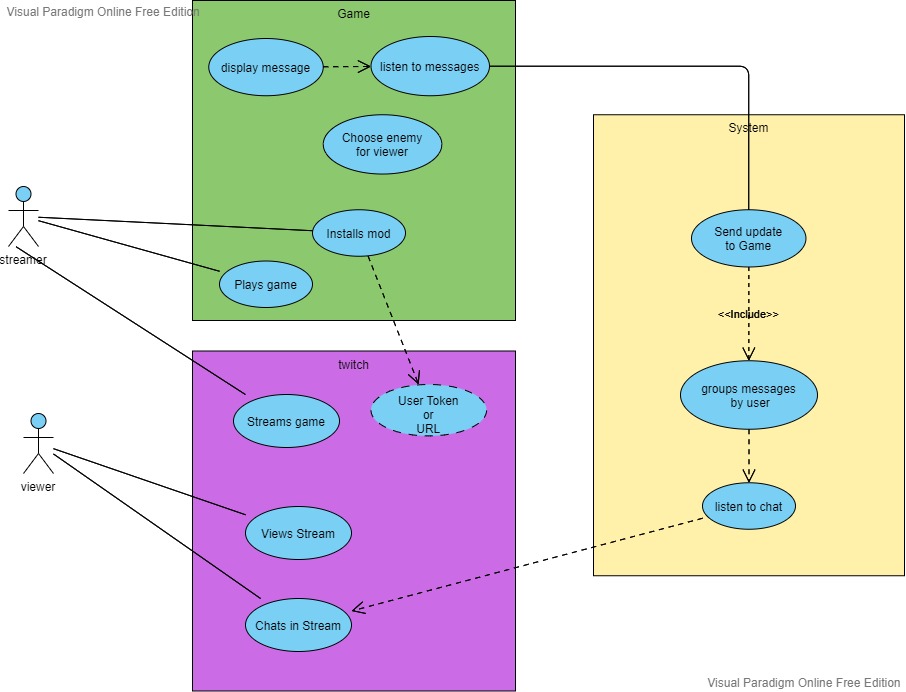 Visual Paradigm Online Free Edition
Game
display message
listen to messages
Choose enemy
for viewer
System
streamer
Installs mod
Send update
to Game
Plays game
<<Include>>
twitch
User Token
or
URL
groups messages
by user
Streams game
viewer
listen to chat
Views Stream
Chats in Stream
Visual Paradigm Online Free Edition